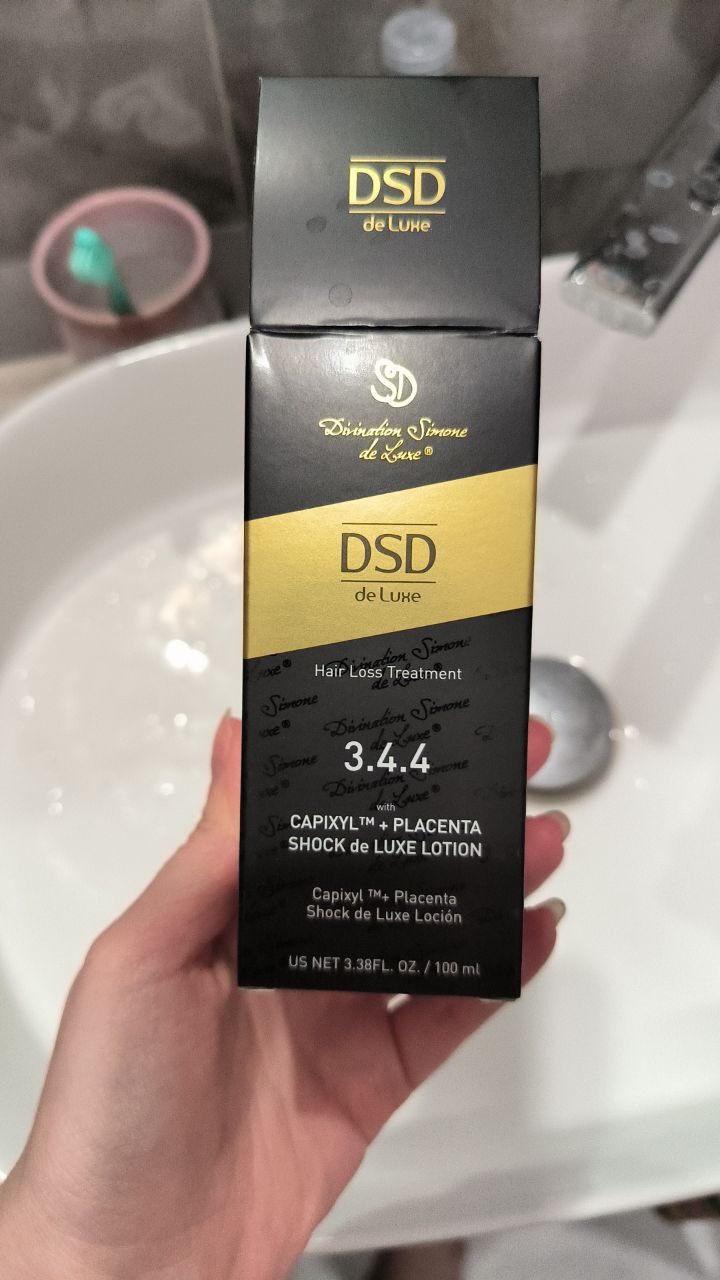 DSD
de Luxe
SD
Divination Simone
de Luxe®
DSD
de Luxe
Hair Loss Treatment
3.4.4
with
CAPIXYL™ + PLACENTA
SHOCK de LUXE LOTION
Capixyl ™+ Placenta
Shock de Luxe Loción
US NET 3.38FL. OZ. / 100 ml